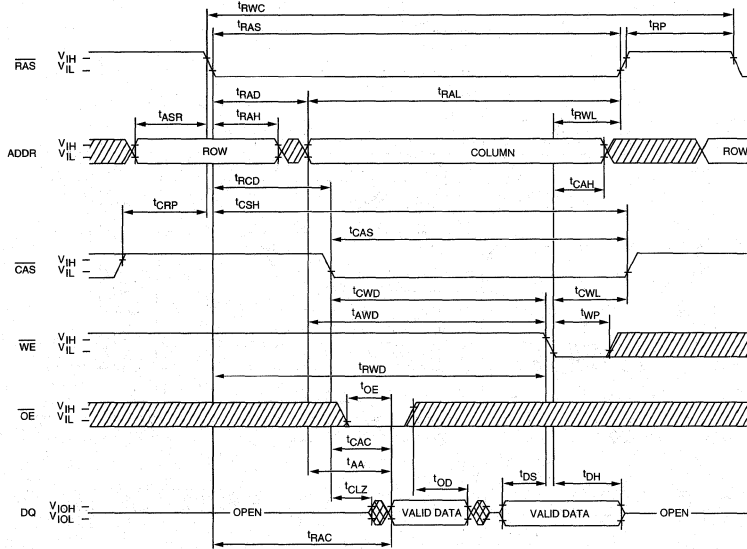 tRWC
tRAS
tRP
RAS
VIH
VIL
tRAD
tRAL
tASR
tRAH
tRWL
ADDR
VIH
VIL
ROW
COLUMN
ROW
tRCD
tCAH
tCRP
tCSH
tCAS
CAS
VIH
VIL
tCWD
tCWL
tAWD
tWP
WE
VIH
VIL
tRWD
tOE
OE
VIH
VIL
tCAC
tAA
tCLZ
tOD
tDS
tDH
DQ
VIOH
VIOL
OPEN
VALID DATA
VALID DATA
OPEN
tRAC